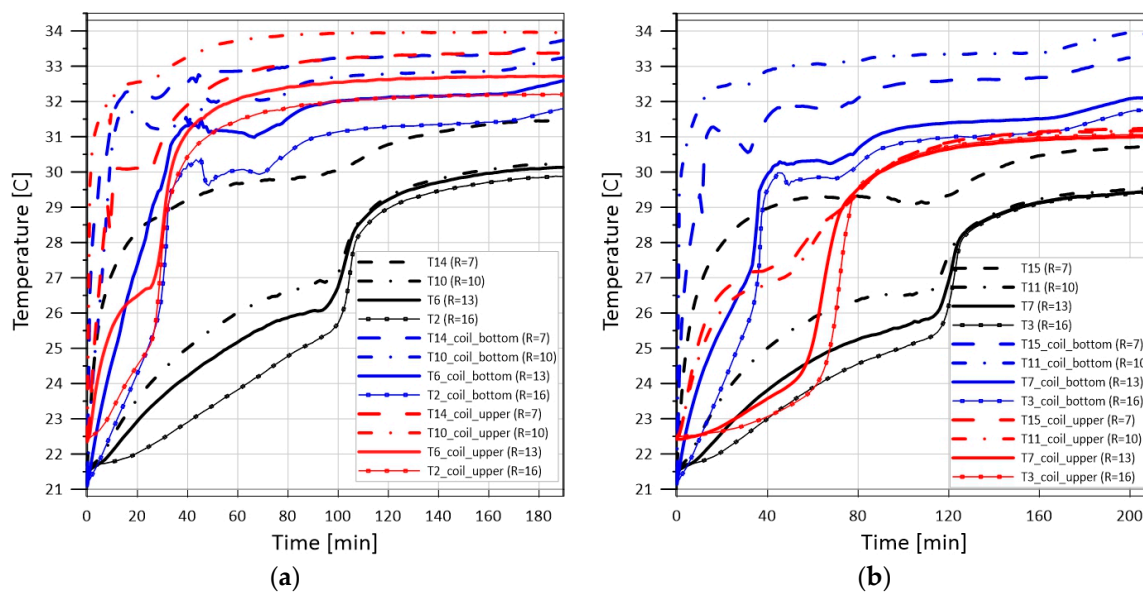 Temperature [C]
34
33
32
31
30
29
28
27
26
25
24
23
22
21
0 20 40 60 80 100 120 140 160 180
Time [min]
T14 (R=7)
T10 (R=10)
T6 (R=13)
T2 (R=16)
T14_coil_bottom (R=7)
T10_coil_bottom (R=10)
T6_coil_bottom (R=13)
T2_coil_bottom (R=16)
T14_coil_upper (R=7)
T10_coil_upper (R=10)
T6_coil_upper (R=13)
T2_coil_upper (R=16)
(a)
Temperature [C]
34
33
32
31
30
29
28
27
26
25
24
23
22
21
0 40 80 120 160 200
Time [min]
T15 (R=7)
T11 (R=10)
T7 (R=13)
T3 (R=16)
T15_coil_bottom (R=7)
T11_coil_bottom (R=10
T7_coil_bottom (R=13)
T3_coil_bottom (R=16)
T15_coil_upper (R=7)
T11_coil_upper (R=10)
T7_coil_upper (R=13)
T3_coil_upper (R=16)
(b)